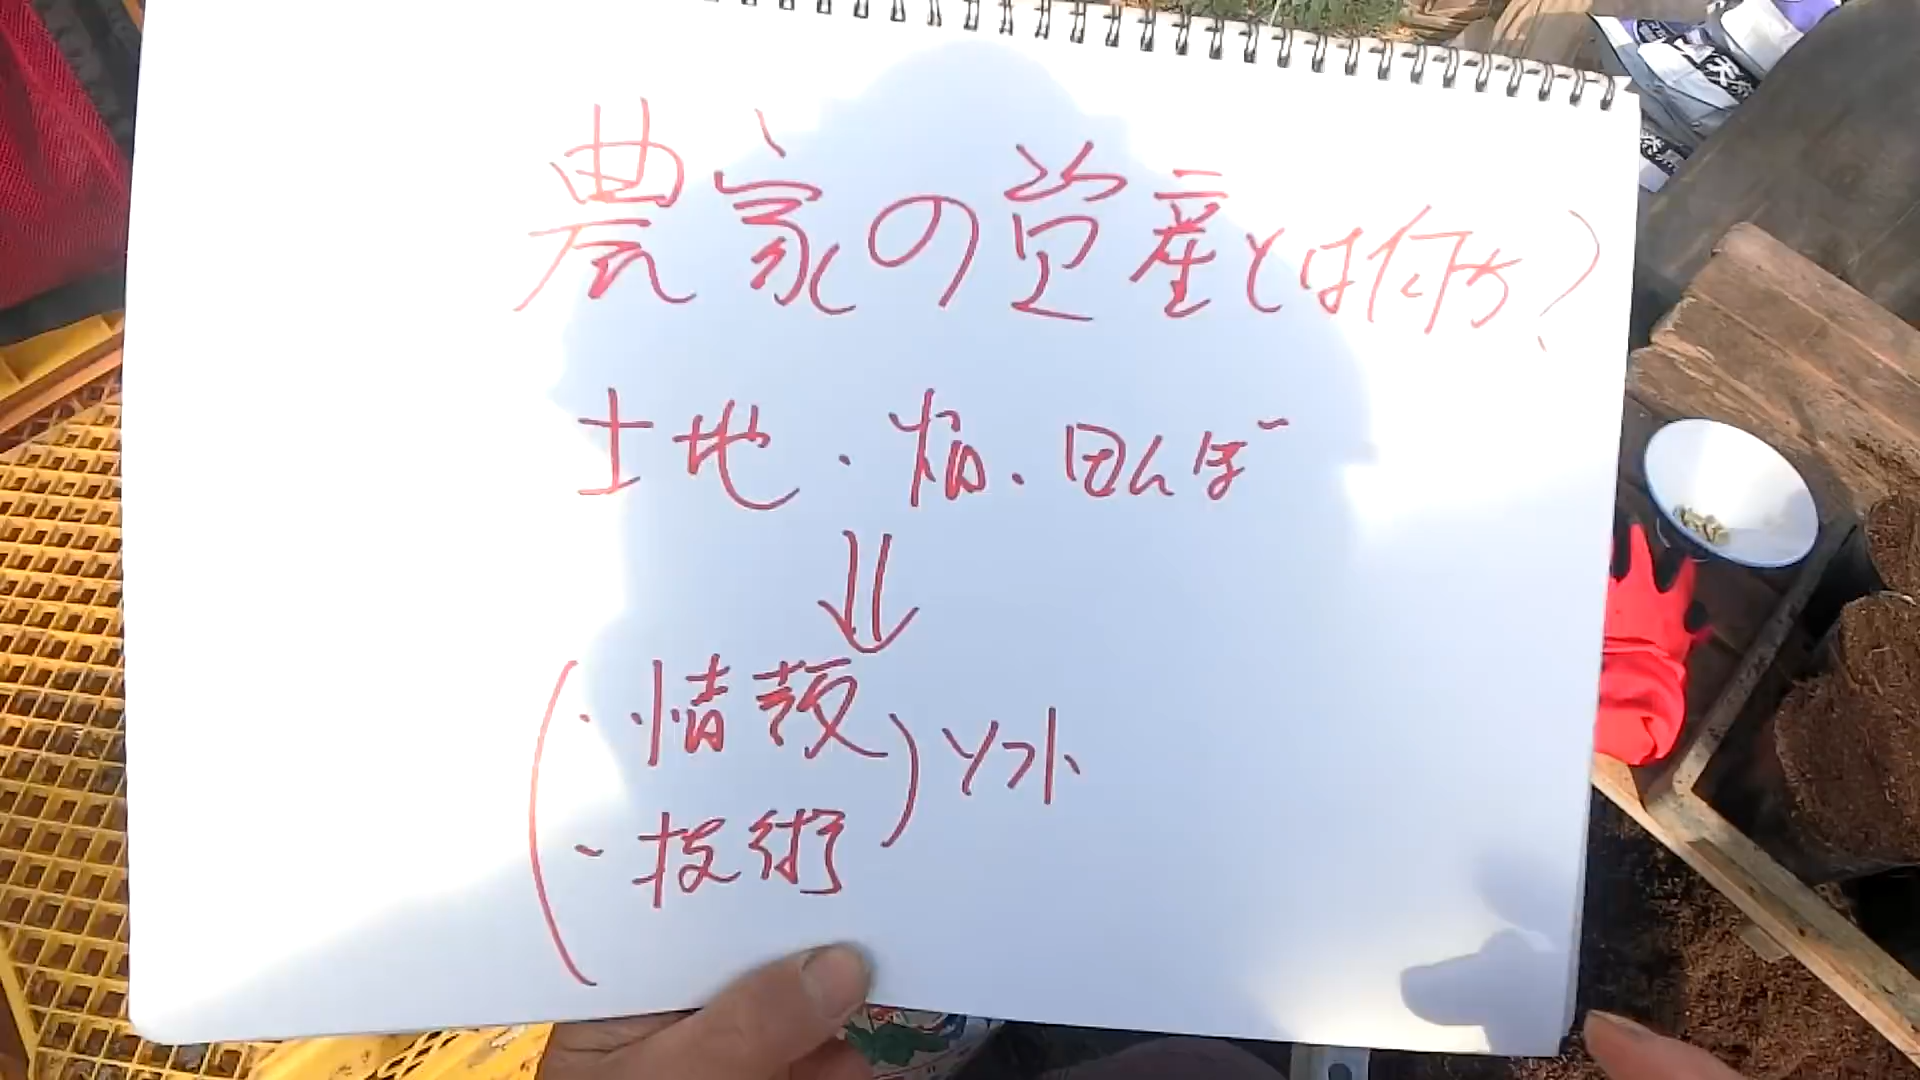 農家の資産とは何か?
土地・畑・田んぼ
⇓
・情報
・技術
ソフト